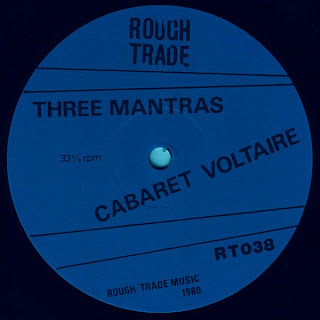 ROUGH
TRADE
THREE MANTRAS
33⅓ rpm
CABARET VOLTAIRE
RT038
ROUGH TRADE MUSIC
1980